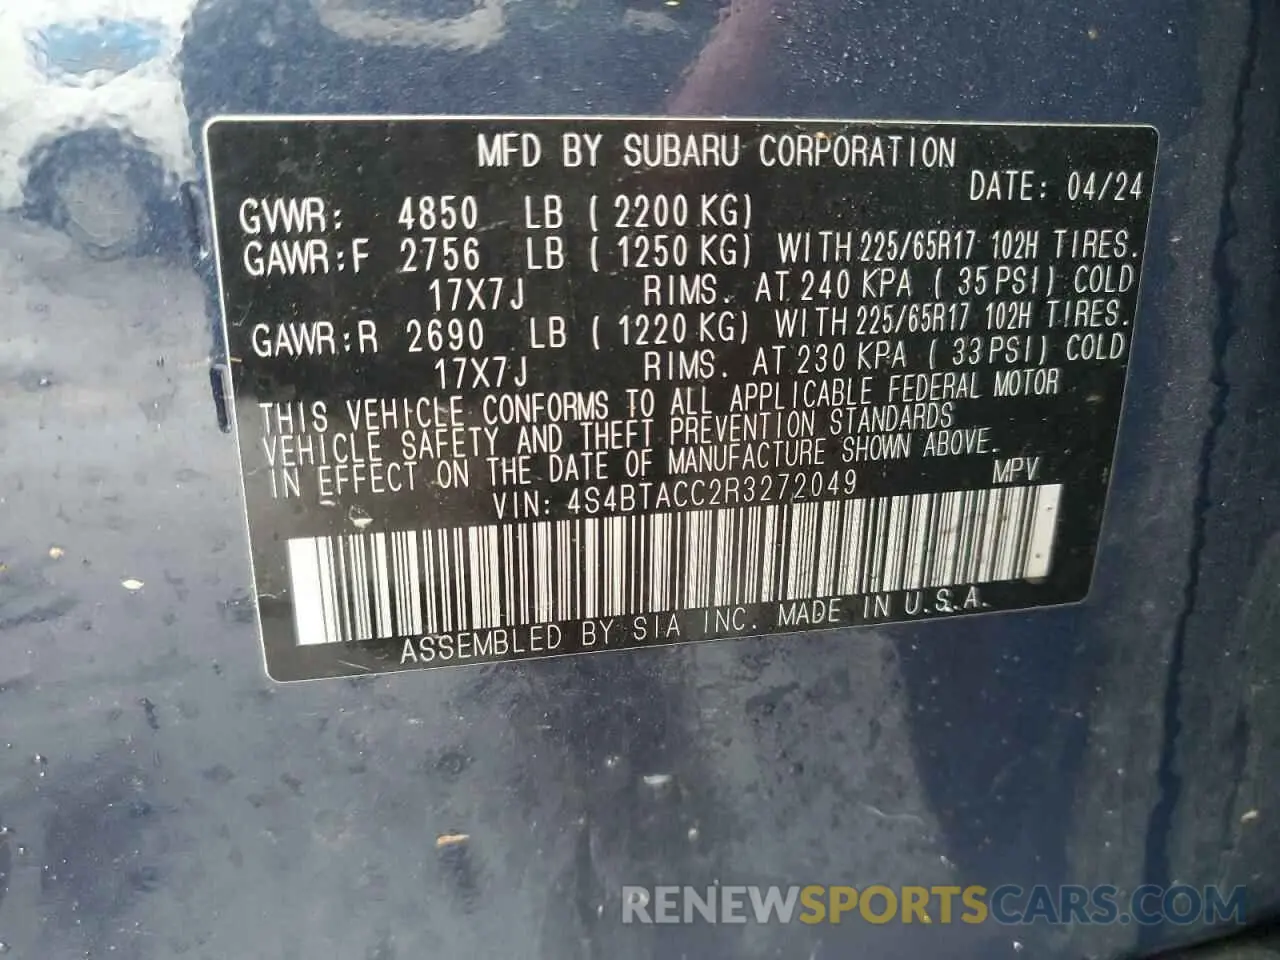 MFD BY SUBARU CORPORATION
DATE: 04/24
GVWR: 4850 LB (2200 KG)
GAWR:F 2756 LB (1250 KG) WITH 225/65R17 102H TIRES.
17X7J RIMS. AT 240 KPA (35 PSI) COLD
GAWR:R 2690 LB (1220 KG) WITH 225/65R17 102H TIRES.
17X7J RIMS. AT 230 KPA (33 PSI) COLD
THIS VEHICLE CONFORMS TO ALL APPLICABLE FEDERAL MOTOR
VEHICLE SAFETY AND THEFT PREVENTION STANDARDS
IN EFFECT ON THE DATE OF MANUFACTURE SHOWN ABOVE.
VIN: 4S4BTACC2R3272049 MPV
ASSEMBLED BY SIA INC. MADE IN U.S.A.
RENEWSPORTSCARS.COM